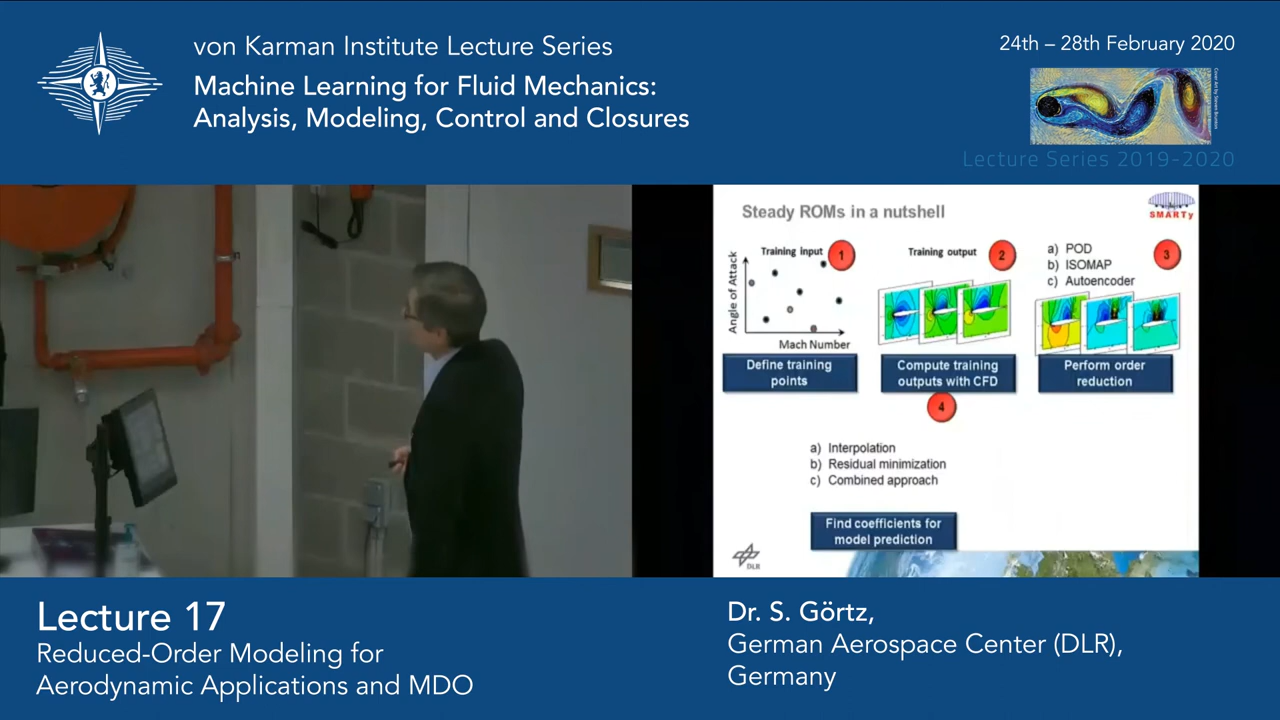 von Karman Institute Lecture Series
Machine Learning for Fluid Mechanics:
Analysis, Modeling, Control and Closures
24th – 28th February 2020
Lecture Series 2019-2020
Steady ROMs in a nutshell
SMARTy
Training input
1
Angle of Attack
Mach Number
Define training
points
Training output
2
Compute training
outputs with CFD
a) POD
b) ISOMAP
c) Autoencoder
3
Perform order
reduction
4
a) Interpolation
b) Residual minimization
c) Combined approach
Find coefficients for
model prediction
DLR
Lecture 17
Reduced-Order Modeling for
Aerodynamic Applications and MDO
Dr. S. Görtz,
German Aerospace Center (DLR),
Germany